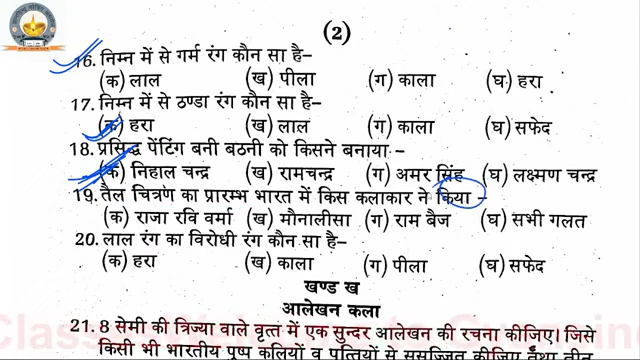 (2)
16. निम्न में से गर्म रंग कौन सा है–
(क) लाल (ख) पीला (ग) काला (घ) हरा
17. निम्न में से ठण्डा रंग कौन सा है–
(क) हरा (ख) लाल (ग) काला (घ) सफेद
18. प्रसिद्ध पेंटिंग बनी बठनी को किसने बनाया –
(क) निहाल चन्द्र (ख) रामचन्द्र (ग) अमर सिंह (घ) लक्ष्मण चन्द्र
19. तैल चित्रण का प्रारम्भ भारत में किस कलाकार ने किया –
(क) राजा रवि वर्मा (ख) मौनालीसा (ग) राम बैज (घ) सभी गलत
20. लाल रंग का विरोधी रंग कौन सा है–
(क) हरा (ख) काला (ग) पीला (घ) सफेद
खण्ड ख
आलेखन कला
21. 8 सेमी की त्रिज्या वाले वृत्त में एक सुन्दर आलेखन की रचना कीजिए। जिसे
किसी भी भारतीय पुष्प कलियों व पत्तियों से सुसज्जित कीजिए तथा तीन